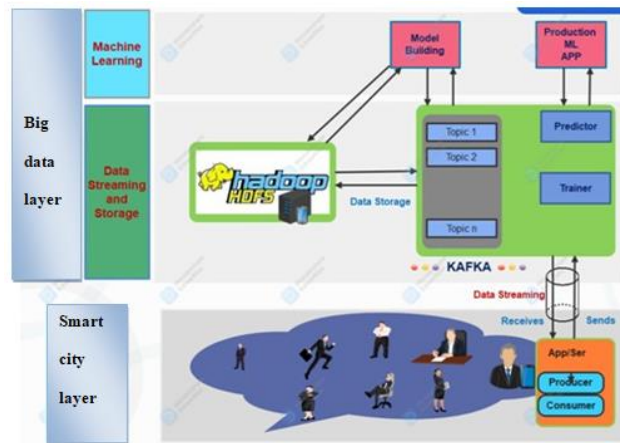 Machine
Learning
Model
Building
Production
ML
APP
Big
data
layer
Data
Streaming
and
Storage
hadoop
HDFS
Data Storage
Topic 1
Topic 2
Topic n
Predictor
Trainer
KAFKA
Data Streaming
Receives
Sends
Smart
city
layer
App/Ser
Producer
Consumer